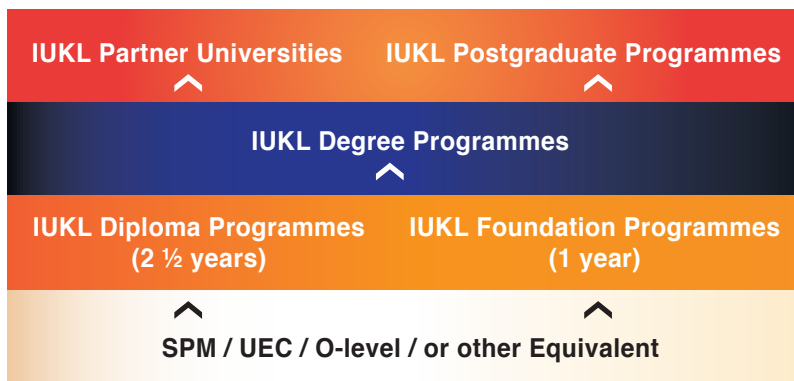 IUKL Partner Universities
IUKL Postgraduate Programmes
IUKL Degree Programmes
IUKL Diploma Programmes
(2 ½ years)
IUKL Foundation Programmes
(1 year)
SPM / UEC / O-level / or other Equivalent